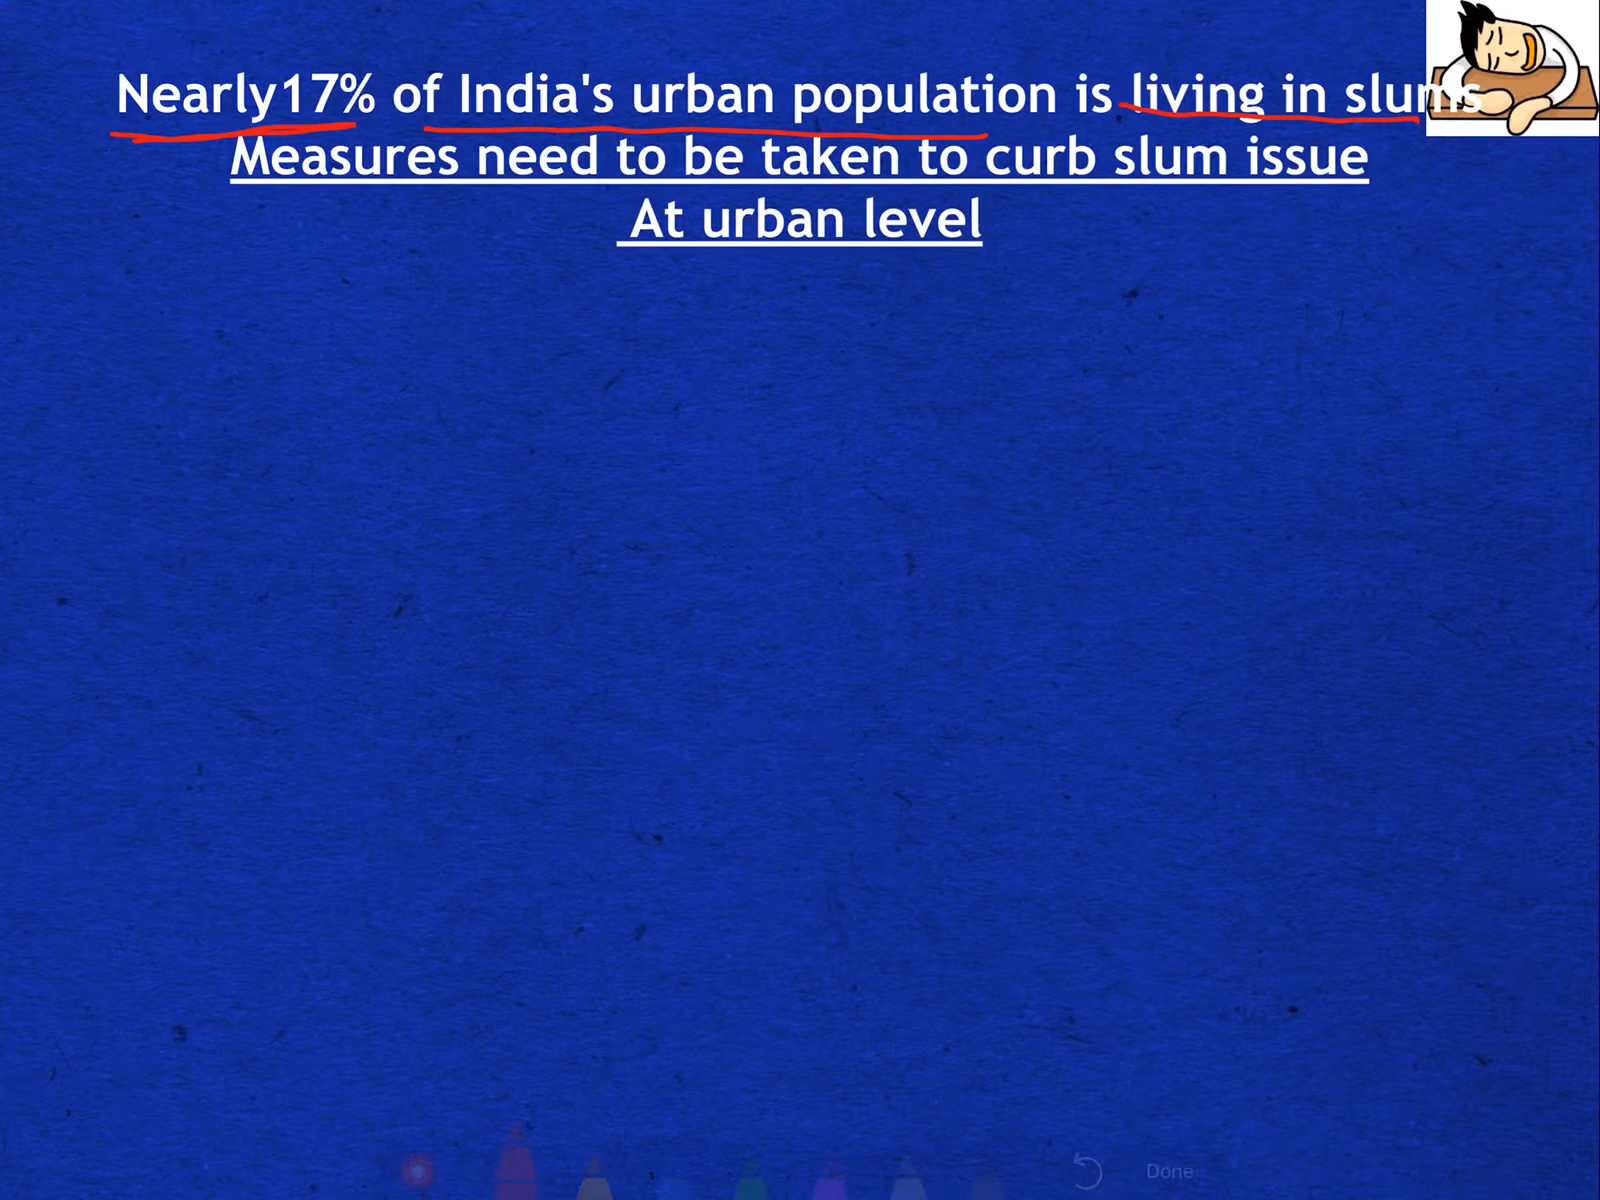 Nearly17% of India's urban population is living in slums
Measures need to be taken to curb slum issue
At urban level
Done